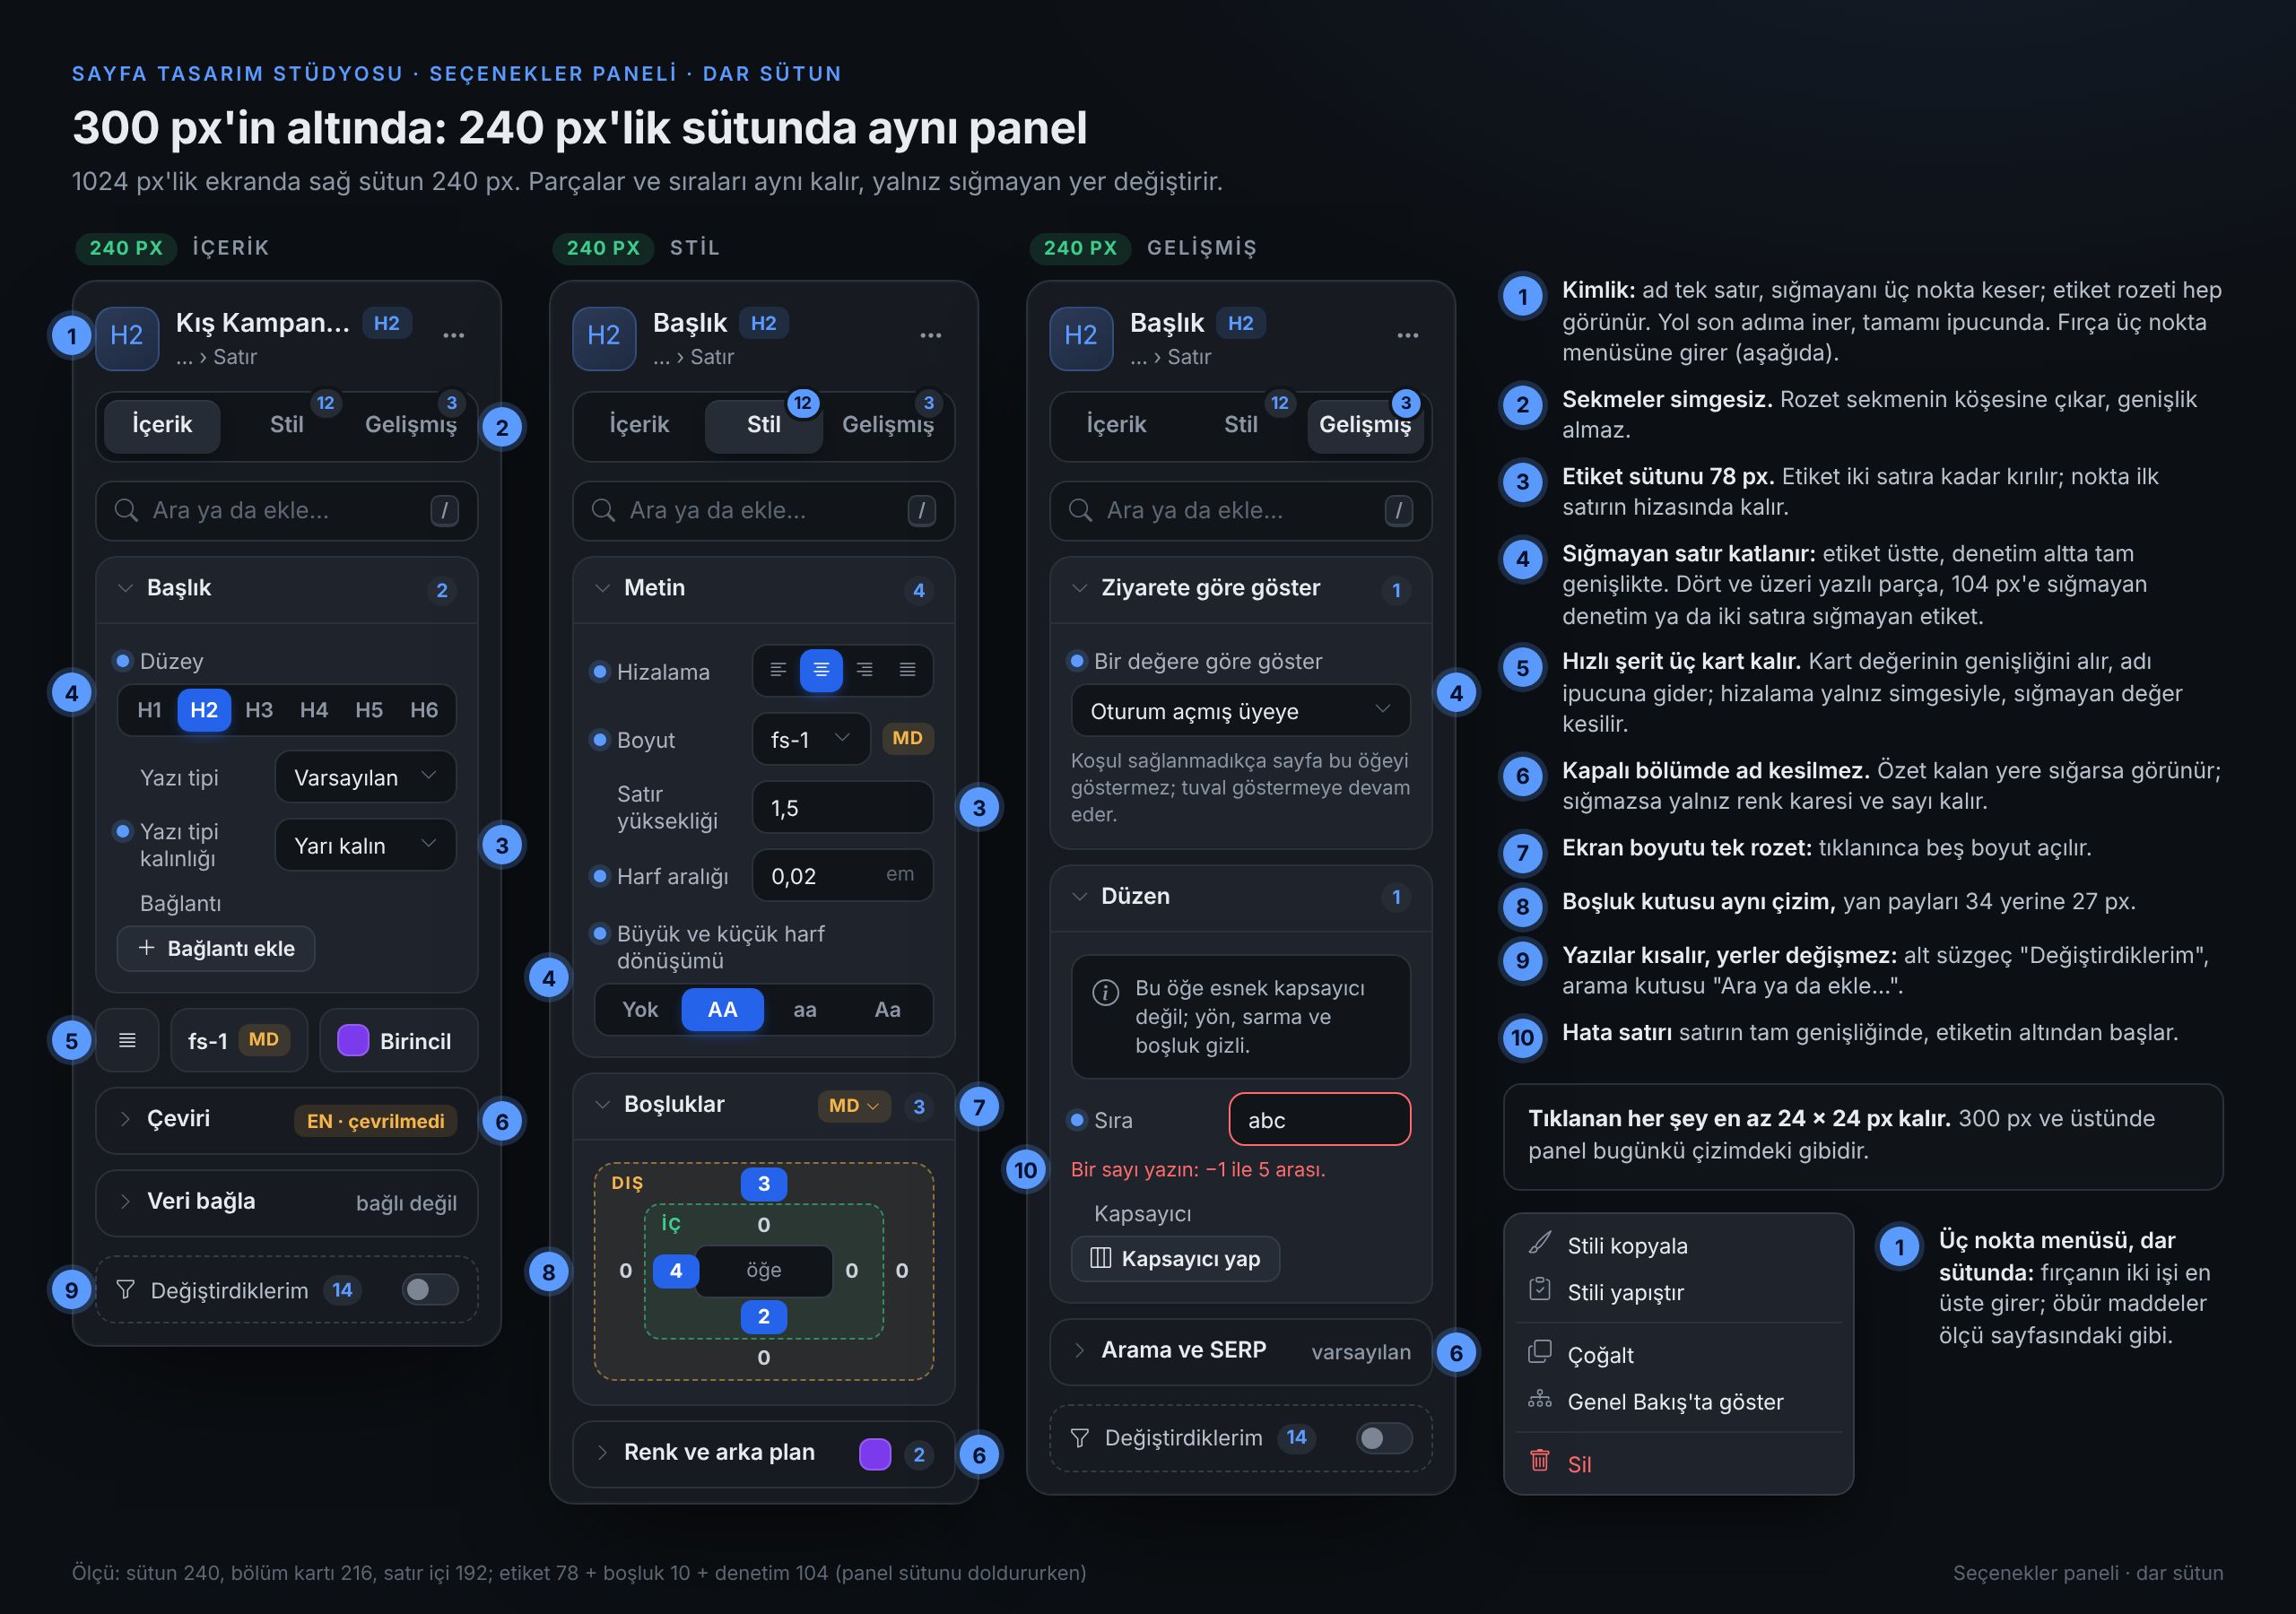 SAYFA TASARIM STÜDYOSU · SEÇENEKLER PANELİ · DAR SÜTUN
300 px'in altında: 240 px'lik sütunda aynı panel
1024 px'lik ekranda sağ sütun 240 px. Parçalar ve sıraları aynı kalır, yalnız sığmayan yer değiştirir.
240 PX İÇERİK
1
H2
Kış Kampan... H2
... › Satır
İçerik
Stil 12
Gelişmiş 3
2
Ara ya da ekle... /
Başlık 2
4
Düzey
H1 H2 H3 H4 H5 H6
Yazı tipi Varsayılan
Yazı tipi
kalınlığı
Yarı kalın
3
Bağlantı
+ Bağlantı ekle
5
fs-1 MD
Birincil
Çeviri EN · çevrilmedi
6
Veri bağla bağlı değil
9
Değiştirdiklerim 14
240 PX STİL
H2
Başlık H2
... › Satır
İçerik
Stil 12
Gelişmiş 3
Ara ya da ekle... /
Metin 4
Hizalama
Boyut fs-1 MD
Satır
yüksekliği
1,5
3
Harf aralığı 0,02 em
Büyük ve küçük harf
dönüşümü
4
Yok AA aa Aa
Boşluklar MD 3
7
DIŞ
3
İÇ
0
8
0
4
öğe
0
0
2
0
Renk ve arka plan 2
6
240 PX GELİŞMİŞ
H2
Başlık H2
... › Satır
İçerik
Stil 12
Gelişmiş 3
Ara ya da ekle... /
Ziyarete göre göster 1
Bir değere göre göster
Oturum açmış üyeye
4
Koşul sağlanmadıkça sayfa bu öğeyi
göstermez; tuval göstermeye devam
eder.
Düzen 1
Bu öğe esnek kapsayıcı
değil; yön, sarma ve
boşluk gizli.
Sıra abc
10
Bir sayı yazın: −1 ile 5 arası.
Kapsayıcı
Kapsayıcı yap
Arama ve SERP varsayılan
6
Değiştirdiklerim 14
1 Kimlik: ad tek satır, sığmayanı üç nokta keser; etiket rozeti hep
görünür. Yol son adıma iner, tamamı ipucunda. Fırça üç nokta
menüsüne girer (aşağıda).
2 Sekmeler simgesiz. Rozet sekmenin köşesine çıkar, genişlik
almaz.
3 Etiket sütunu 78 px. Etiket iki satıra kadar kırılır; nokta ilk
satırın hizasında kalır.
4 Sığmayan satır katlanır: etiket üstte, denetim altta tam
genişlikte. Dört ve üzeri yazılı parça, 104 px'e sığmayan
denetim ya da iki satıra sığmayan etiket.
5 Hızlı şerit üç kart kalır. Kart değerinin genişliğini alır, adı
ipucuna gider; hizalama yalnız simgesiyle, sığmayan değer
kesilir.
6 Kapalı bölümde ad kesilmez. Özet kalan yere sığarsa görünür;
sığmazsa yalnız renk karesi ve sayı kalır.
7 Ekran boyutu tek rozet: tıklanınca beş boyut açılır.
8 Boşluk kutusu aynı çizim, yan payları 34 yerine 27 px.
9 Yazılar kısalır, yerler değişmez: alt süzgeç "Değiştirdiklerim",
arama kutusu "Ara ya da ekle...".
10 Hata satırı satırın tam genişliğinde, etiketin altından başlar.
Tıklanan her şey en az 24 × 24 px kalır. 300 px ve üstünde
panel bugünkü çizimdeki gibidir.
Stili kopyala
Stili yapıştır
Çoğalt
Genel Bakış'ta göster
Sil
1 Üç nokta menüsü, dar
sütunda: fırçanın iki işi en
üste girer; öbür maddeler
ölçü sayfasındaki gibi.
Ölçü: sütun 240, bölüm kartı 216, satır içi 192; etiket 78 + boşluk 10 + denetim 104 (panel sütunu doldururken)
Seçenekler paneli · dar sütun